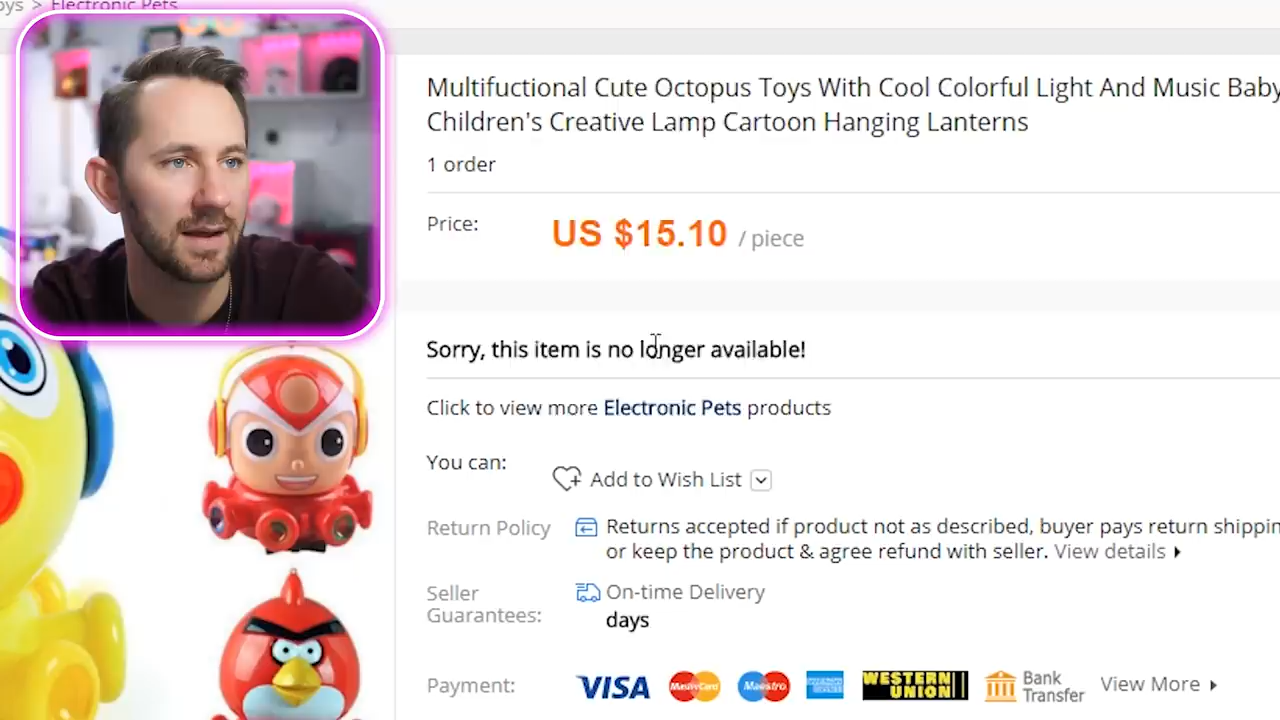 Electronic Pets
Multifuctional Cute Octopus Toys With Cool Colorful Light And Music Baby
Children's Creative Lamp Cartoon Hanging Lanterns
1 order
Price: US $15.10 / piece
Sorry, this item is no longer available!
Click to view more Electronic Pets products
You can: Add to Wish List
Return Policy Returns accepted if product not as described, buyer pays return
or keep the product & agree refund with seller. View details
Seller Guarantees: On-time Delivery
days
Payment: VISA MasterCard Maestro WESTERN UNION Bank Transfer View More